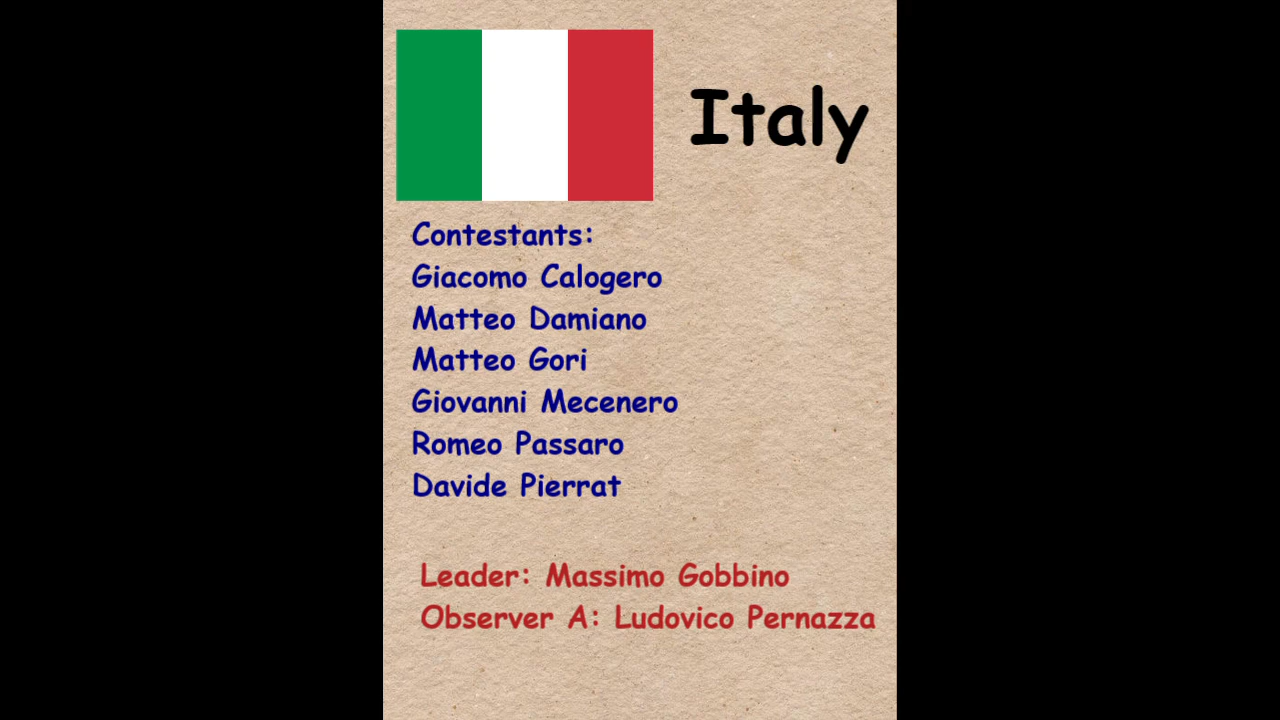 Italy
Contestants:
Giacomo Calogero
Matteo Damiano
Matteo Gori
Giovanni Mecenero
Romeo Passaro
Davide Pierrat
Leader: Massimo Gobbino
Observer A: Ludovico Pernazza